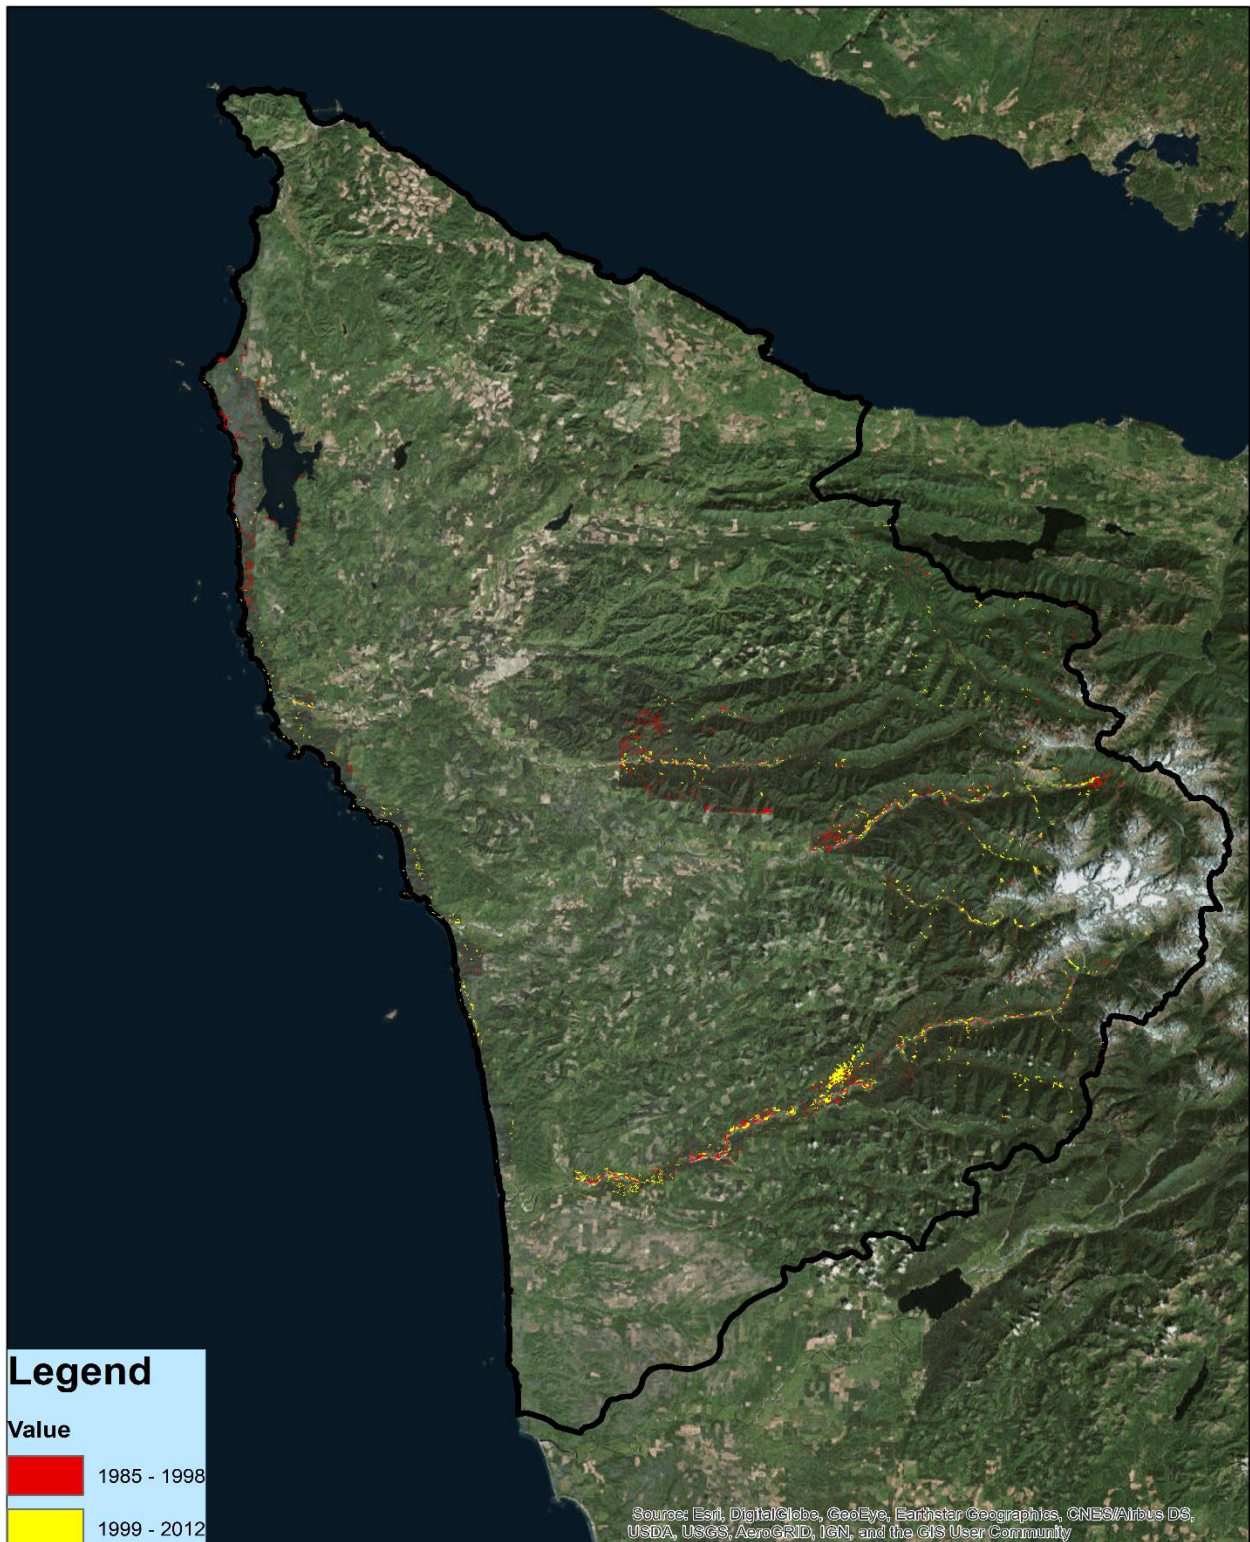 Legend
Value
1985 - 1998
1999 - 2012
Source: Esri, DigitalGlobe, GeoEye, Earthstar Geographics, CNES/Airbus DS,
USDA, USGS, AeroGRID, IGN, and the GIS User Community